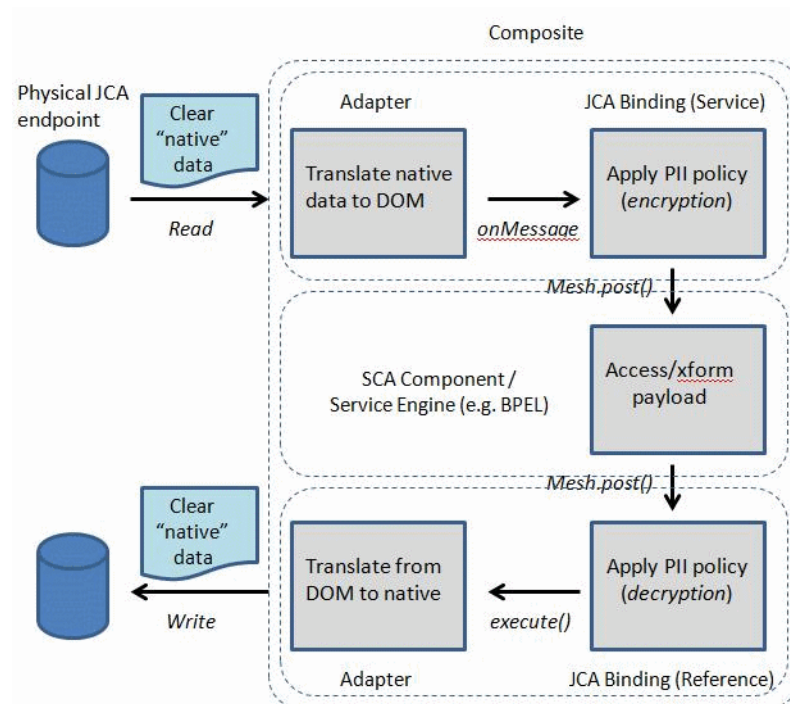 Composite
Physical JCA
endpoint
Clear
“native”
data
Read
Adapter
JCA Binding (Service)
Translate native
data to DOM
onMessage
Apply PII policy
(encryption)
Mesh.post()
SCA Component /
Service Engine (e.g. BPEL)
Access/xform
payload
Mesh.post()
Clear
“native”
data
Write
Translate from
DOM to native
execute()
Apply PII policy
(decryption)
Adapter
JCA Binding (Reference)